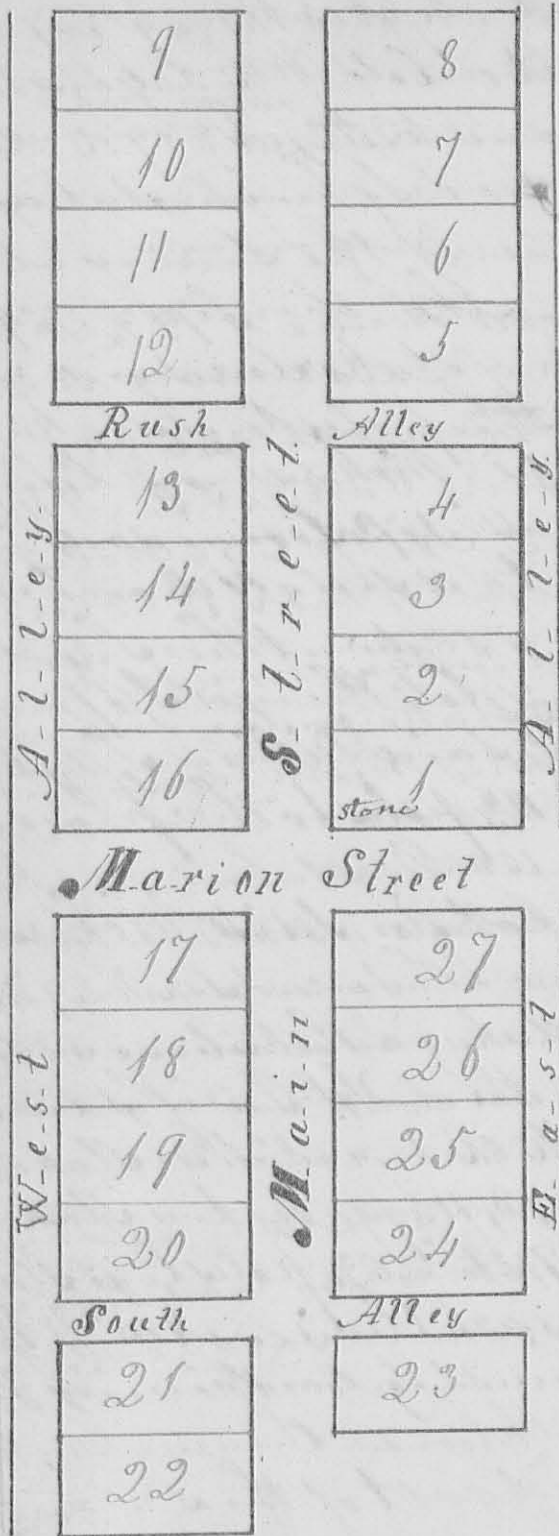 9 8
10 7
11 6
12 5
Rush Alley
13 4
14 3
15 2
16 1
stone
Marion Street
17 27
18 26
19 25
20 24
South Alley
21 23
22
W-e-s-t A-l-l-e-y-
M-a-i-n S-t-r-e-e-t
E-a-s-t A-l-l-e-y